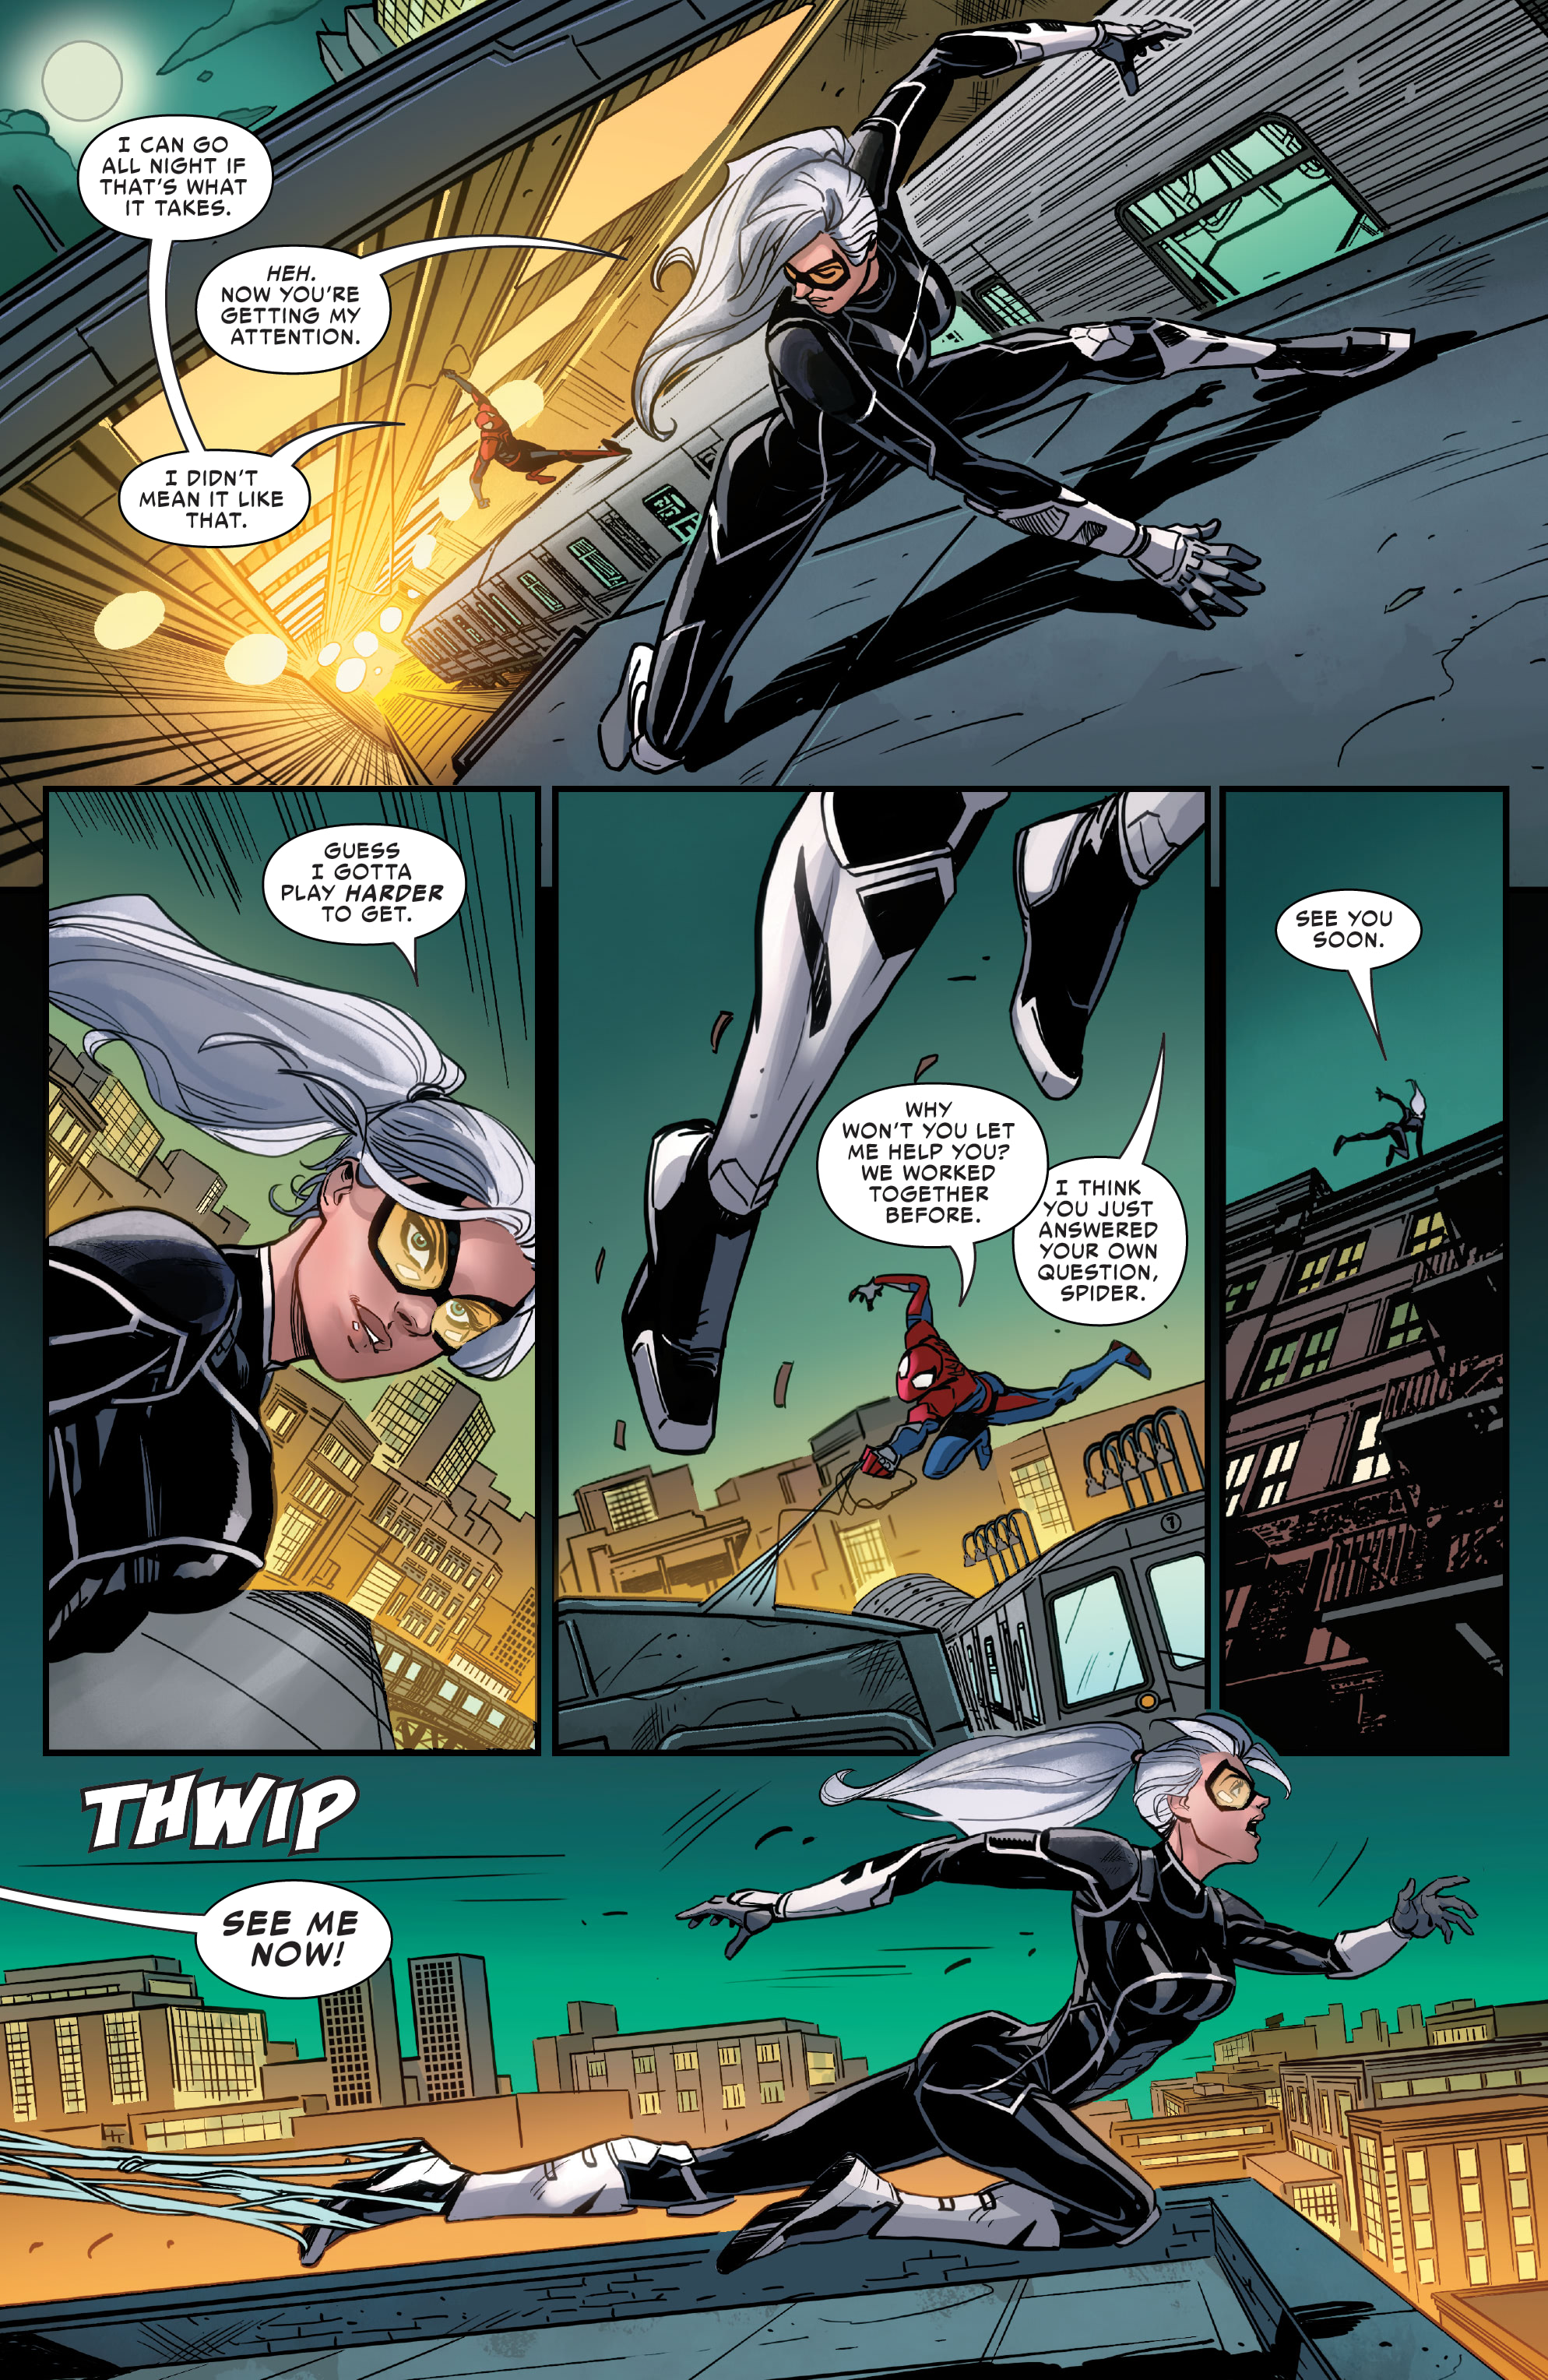 I CAN GO
ALL NIGHT IF
THAT'S WHAT
IT TAKES.
HEH.
NOW YOU'RE
GETTING MY
ATTENTION.
I DIDN'T
MEAN IT LIKE
THAT.
GUESS
I GOTTA
PLAY HARDER
TO GET.
WHY
WON'T YOU LET
ME HELP YOU?
WE WORKED
TOGETHER
BEFORE.
I THINK
YOU JUST
ANSWERED
YOUR OWN
QUESTION,
SPIDER.
7
SEE YOU
SOON.
THWIP
SEE ME
NOW!